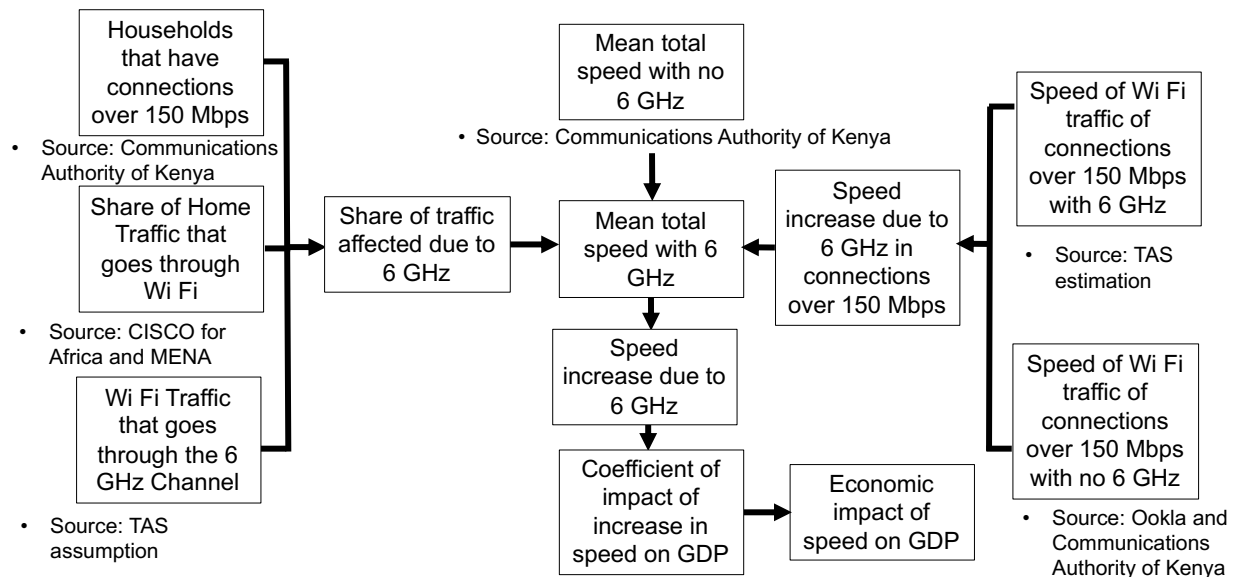 Households
that have
connections
over 150 Mbps
• Source: Communications
Authority of Kenya
Share of Home
Traffic that
goes through
Wi Fi
• Source: CISCO for
Africa and MENA
Wi Fi Traffic
that goes
through the 6
GHz Channel
• Source: TAS
assumption
Share of traffic
affected due to
6 GHz
Mean total
speed with no
6 GHz
• Source: Communications Authority of Kenya
Mean total
speed with 6
GHz
Speed
increase due to
6 GHz
Coefficient of
impact of
increase in
speed on GDP
Economic
impact of
speed on GDP
Speed
increase due to
6 GHz in
connections
over 150 Mbps
Speed of Wi Fi
traffic of
connections
over 150 Mbps
with 6 GHz
• Source: TAS
estimation
Speed of Wi Fi
traffic of
connections
over 150 Mbps
with no 6 GHz
• Source: Ookla and
Communications
Authority of Kenya